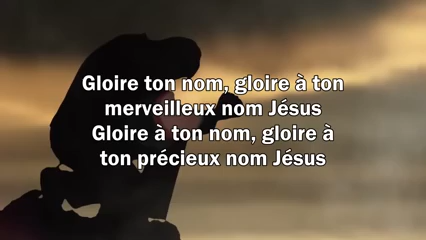 Gloire ton nom, gloire à ton
merveilleux nom Jésus
Gloire à ton nom, gloire à
ton précieux nom Jésus